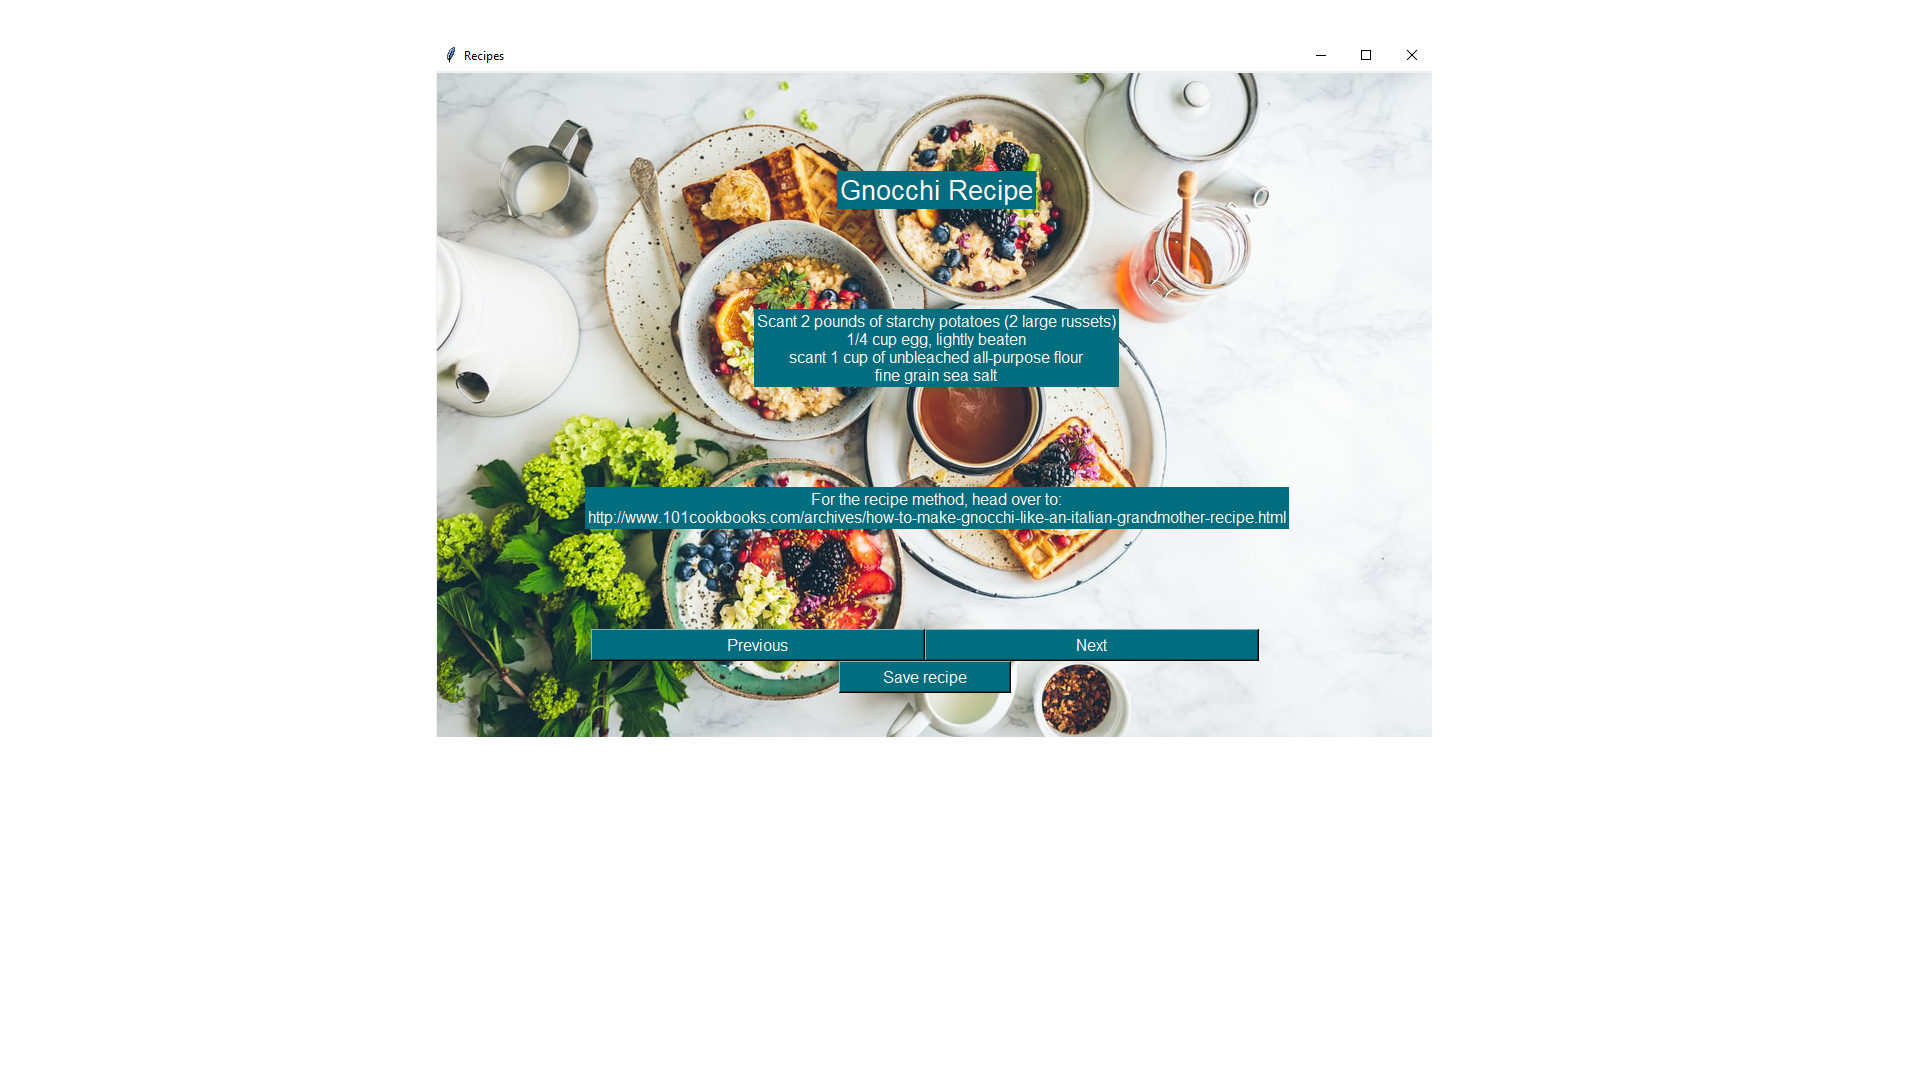 Recipes
Gnocchi Recipe
Scant 2 pounds of starchy potatoes (2 large russets)
1/4 cup egg, lightly beaten
scant 1 cup of unbleached all-purpose flour
fine grain sea salt
For the recipe method, head over to:
http://www.101cookbooks.com/archives/how-to-make-gnocchi-like-an-italian-grandmother-recipe.html
Previous
Next
Save recipe